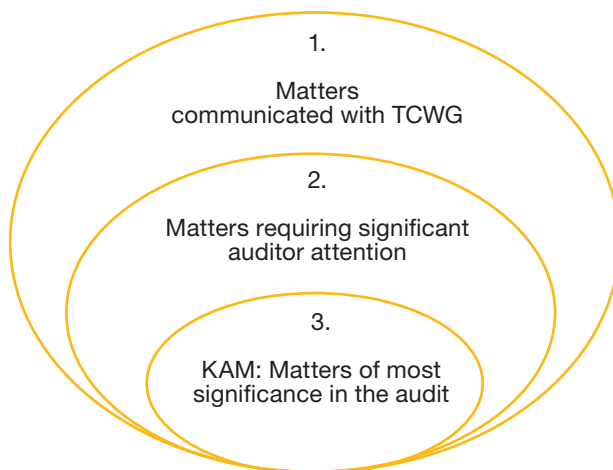 1.
Matters
communicated with TCWG
2.
Matters requiring significant
auditor attention
3.
KAM: Matters of most
significance in the audit